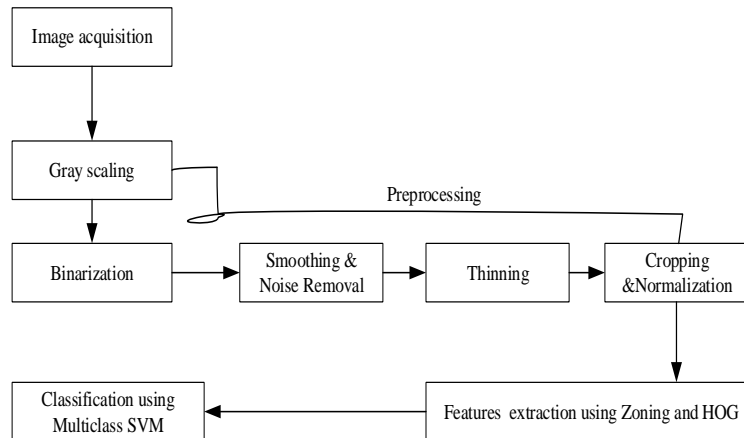 Image acquisition
Gray scaling
Preprocessing
Binarization
Smoothing &
Noise Removal
Thinning
Cropping
&Normalization
Features extraction using Zoning and HOG
Classification using
Multiclass SVM